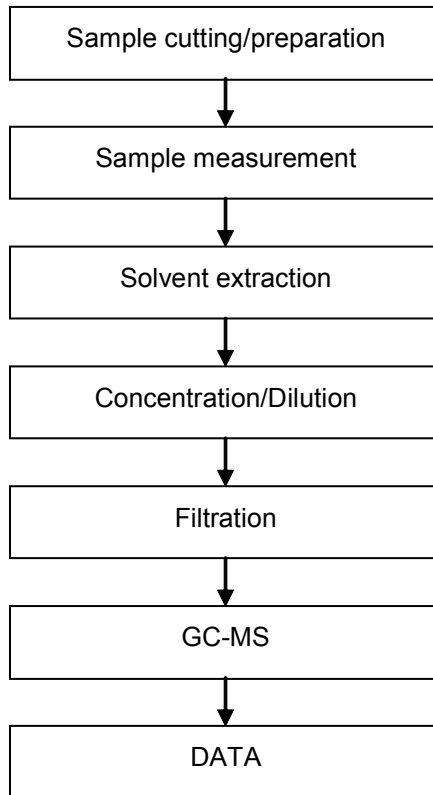 Sample cutting/preparation
Sample measurement
Solvent extraction
Concentration/Dilution
Filtration
GC-MS
DATA